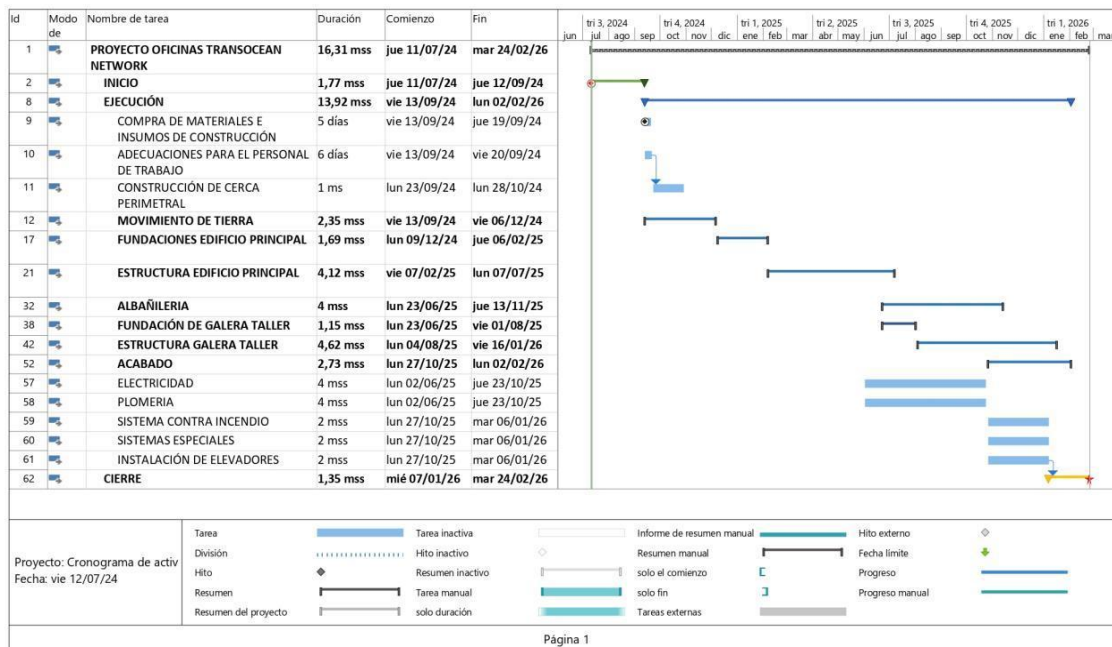 Id Modo de Nombre de tarea Duración Comienzo Fin tri 3, 2024 tri 4, 2024 tri 1, 2025 tri 2, 2025 tri 3, 2025 tri 4, 2025 tri 1, 2026
jun jul ago sep oct nov dic ene feb mar abr may jun jul ago sep oct nov dic ene feb mar
1 PROYECTO OFICINAS TRANSOCEAN NETWORK 16,31 mss jue 11/07/24 mar 24/02/26
2 INICIO 1,77 mss jue 11/07/24 jue 12/09/24
8 EJECUCIÓN 13,92 mss vie 13/09/24 lun 02/02/26
9 COMPRA DE MATERIALES E INSUMOS DE CONSTRUCCIÓN 5 días vie 13/09/24 jue 19/09/24
10 ADECUACIONES PARA EL PERSONAL DE TRABAJO 6 días vie 13/09/24 vie 20/09/24
11 CONSTRUCCIÓN DE CERCA PERIMETRAL 1 ms lun 23/09/24 lun 28/10/24
12 MOVIMIENTO DE TIERRA 2,35 mss vie 13/09/24 vie 06/12/24
17 FUNDACIONES EDIFICIO PRINCIPAL 1,69 mss lun 09/12/24 jue 06/02/25
21 ESTRUCTURA EDIFICIO PRINCIPAL 4,12 mss vie 07/02/25 lun 07/07/25
32 ALBAÑILERIA 4 mss lun 23/06/25 jue 13/11/25
38 FUNDACIÓN DE GALERA TALLER 1,15 mss lun 23/06/25 vie 01/08/25
42 ESTRUCTURA GALERA TALLER 4,62 mss lun 04/08/25 vie 16/01/26
52 ACABADO 2,73 mss lun 27/10/25 lun 02/02/26
57 ELECTRICIDAD 4 mss lun 02/06/25 jue 23/10/25
58 PLOMERIA 4 mss lun 02/06/25 jue 23/10/25
59 SISTEMA CONTRA INCENDIO 2 mss lun 27/10/25 mar 06/01/26
60 SISTEMAS ESPECIALES 2 mss lun 27/10/25 mar 06/01/26
61 INSTALACIÓN DE ELEVADORES 2 mss lun 27/10/25 mar 06/01/26
62 CIERRE 1,35 mss mié 07/01/26 mar 24/02/26
Proyecto: Cronograma de activ
Fecha: vie 12/07/24
Tarea Tarea inactiva Informe de resumen manual Hito externo
División Hito inactivo Resumen manual Fecha límite
Hito Resumen inactivo solo el comienzo Progreso
Resumen Tarea manual solo fin Progreso manual
Resumen del proyecto solo duración Tareas externas
Página 1